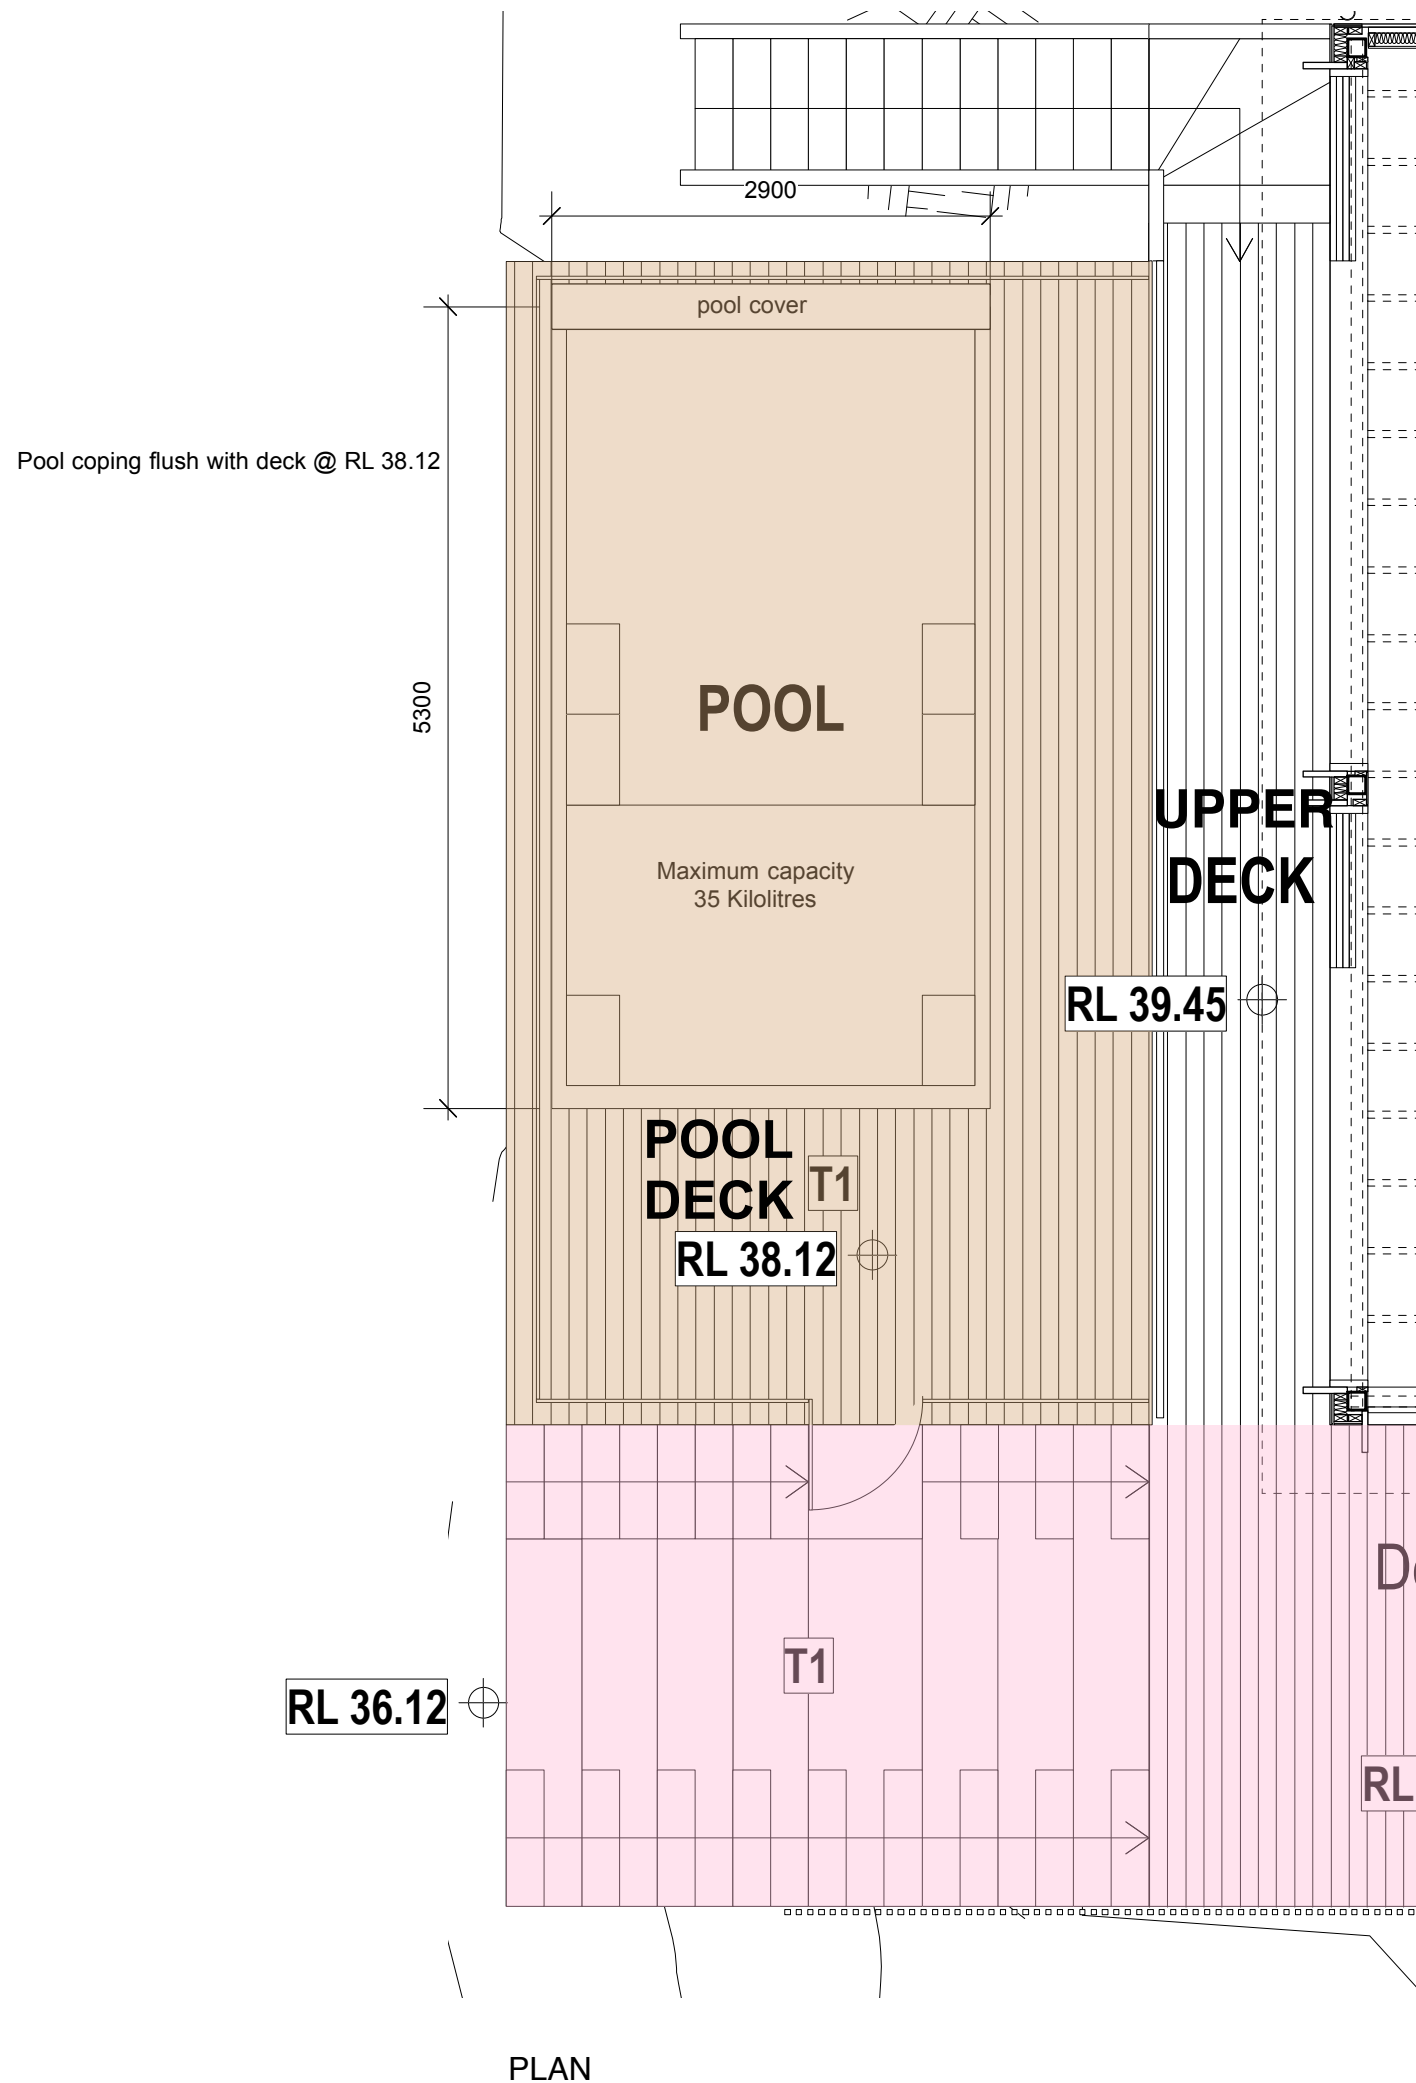 2900
pool cover
Pool coping flush with deck @ RL 38.12
5300
POOL
UPPER
DECK
Maximum capacity
35 Kilolitres
RL 39.45
POOL
DECK
T1
RL 38.12
T1
RL 36.12
RL
PLAN